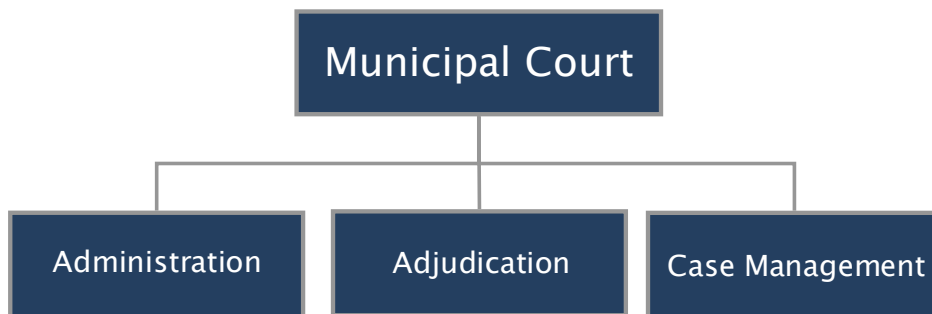 Municipal Court
Administration
Adjudication
Case Management